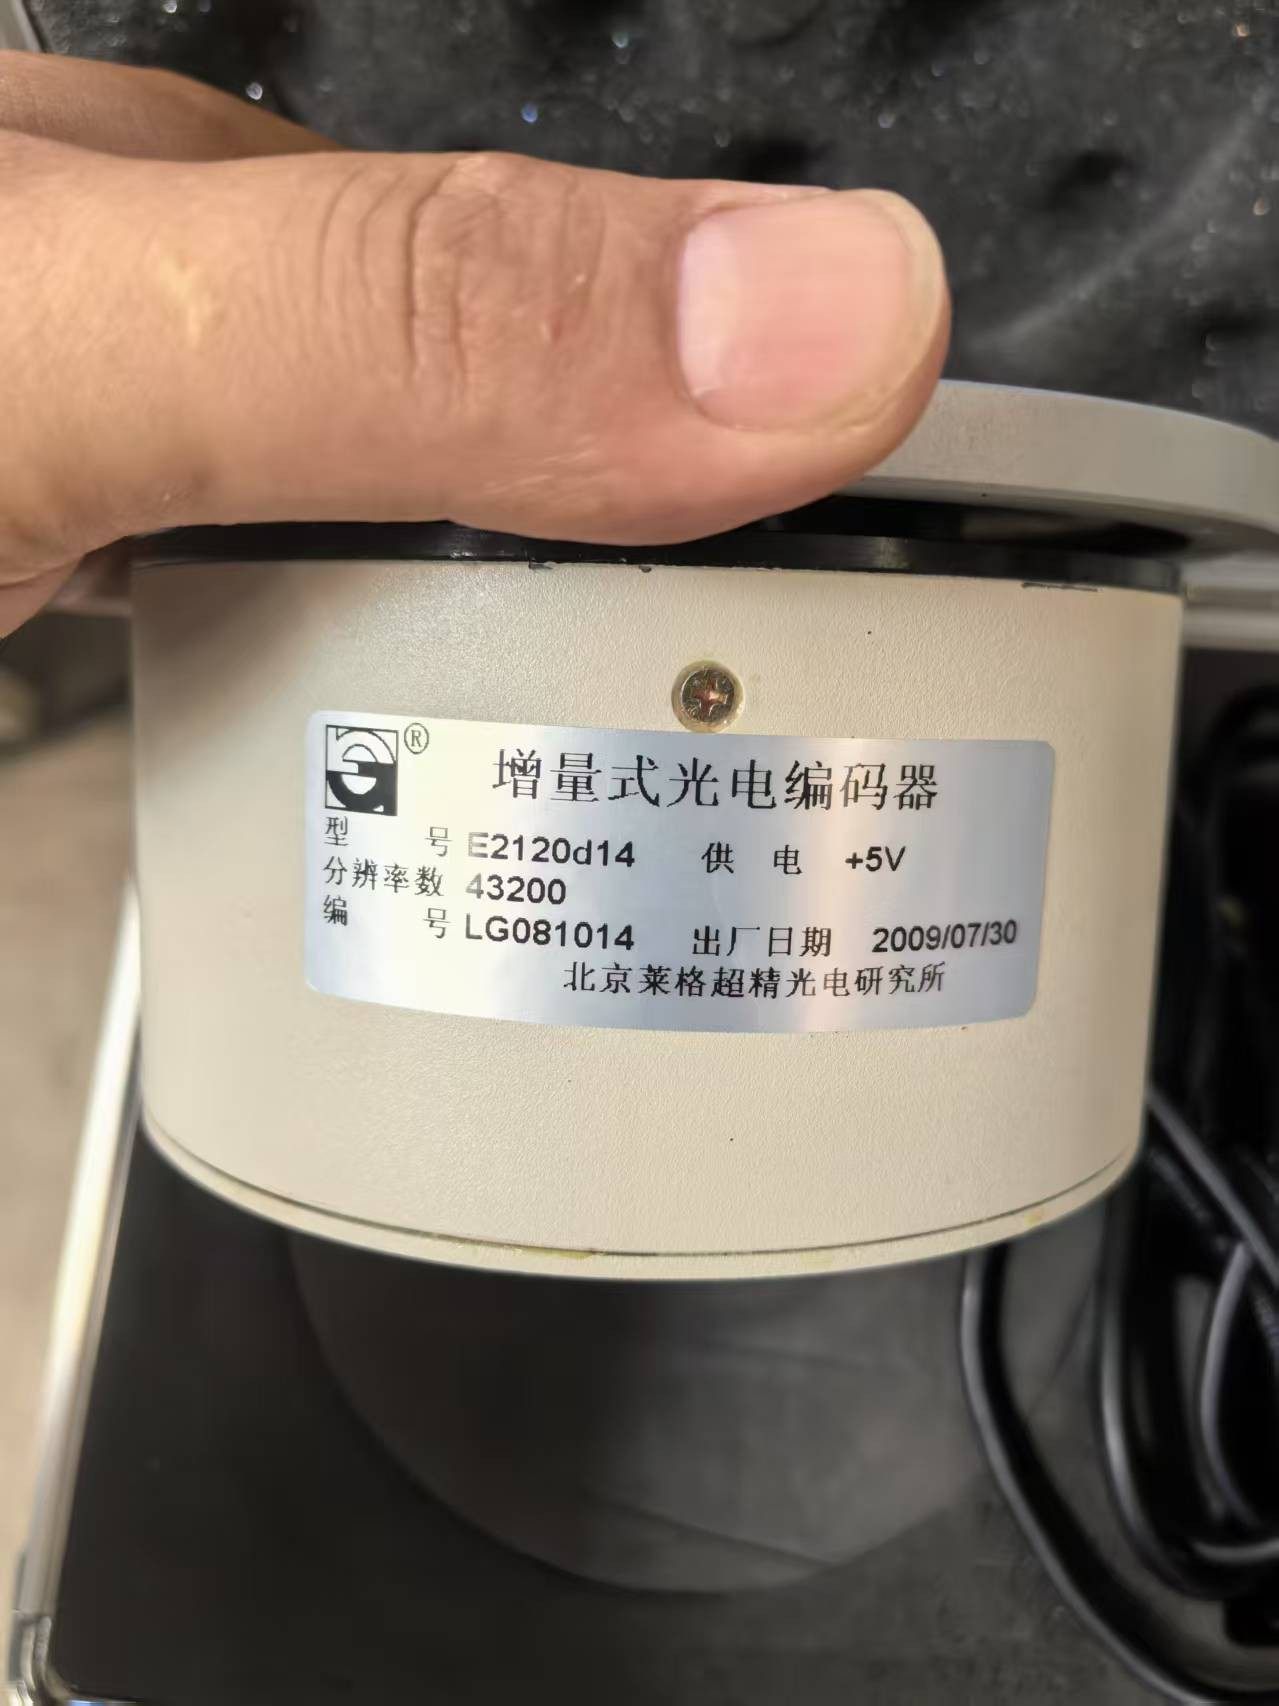 ®
增量式光电编码器
型 号 E2120d14 供 电 +5V
分辨率数 43200
编 号 LG081014 出厂日期 2009/07/30
北京莱格超精光电研究所